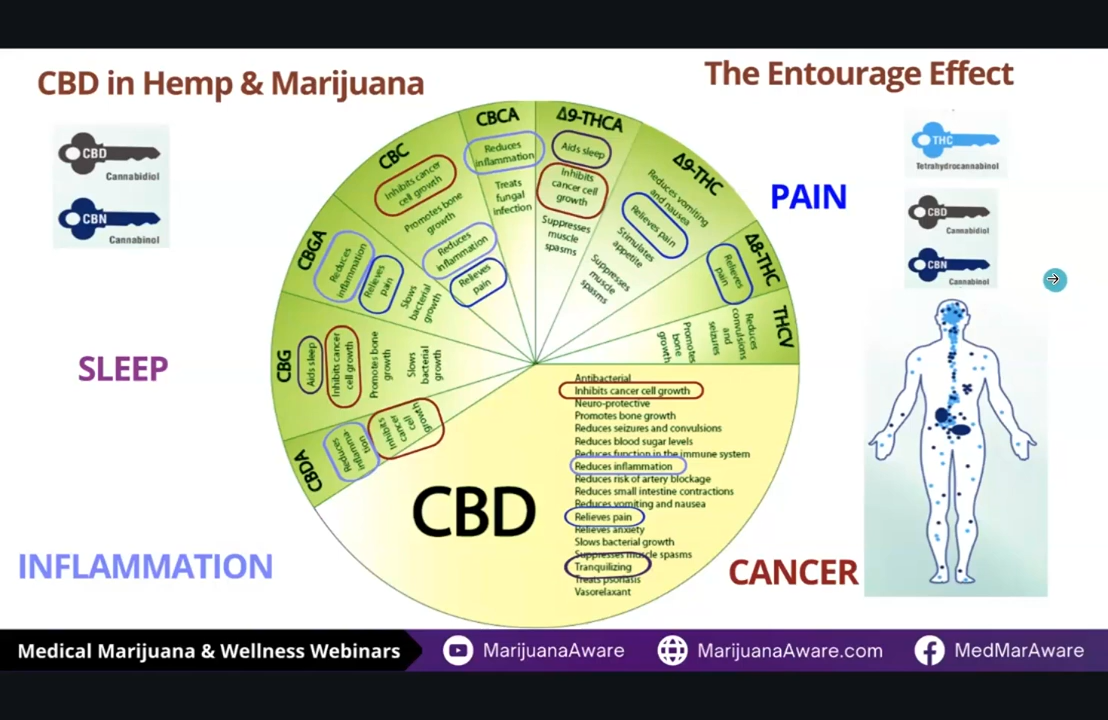 CBD in Hemp & Marijuana
The Entourage Effect
CBD
Cannabidiol
CBN
Cannabinol
SLEEP
INFLAMMATION
CBDA
Reduces
inflamma-
tion
Inhibits
cancer
cell
growth
CBG
Aids sleep
Inhibits cancer
cell growth
Promotes bone
growth
Slows
bacterial
growth
CBGA
Reduces
inflammation
Relieves
pain
Slows
bacterial
growth
CBC
Inhibits cancer
cell growth
Promotes bone
growth
Reduces
inflammation
Relieves
pain
CBCA
Reduces
inflammation
Treats
fungal
infection
Δ9-THCA
Aids sleep
Inhibits
cancer cell
growth
Suppresses
muscle
spasms
Δ9-THC
Reduces vomiting
and nausea
Relieves pain
Stimulates
appetite
Suppresses
muscle
spasms
Δ8-THC
Relieves
pain
THCV
Reduces
convulsions
and
seizures
Promotes
bone
growth
CBD
Antibacterial
Inhibits cancer cell growth
Neuro-protective
Promotes bone growth
Reduces seizures and convulsions
Reduces blood sugar levels
Reduces function in the immune system
Reduces inflammation
Reduces risk of artery blockage
Reduces small intestine contractions
Reduces vomiting and nausea
Relieves pain
Relieves anxiety
Slows bacterial growth
Suppresses muscle spasms
Tranquilizing
Treats psoriasis
Vasorelaxant
PAIN
CANCER
THC
Tetrahydrocannabinol
CBD
Cannabidiol
CBN
Cannabinol
Medical Marijuana & Wellness Webinars
MarijuanaAware
MarijuanaAware.com
MedMarAware